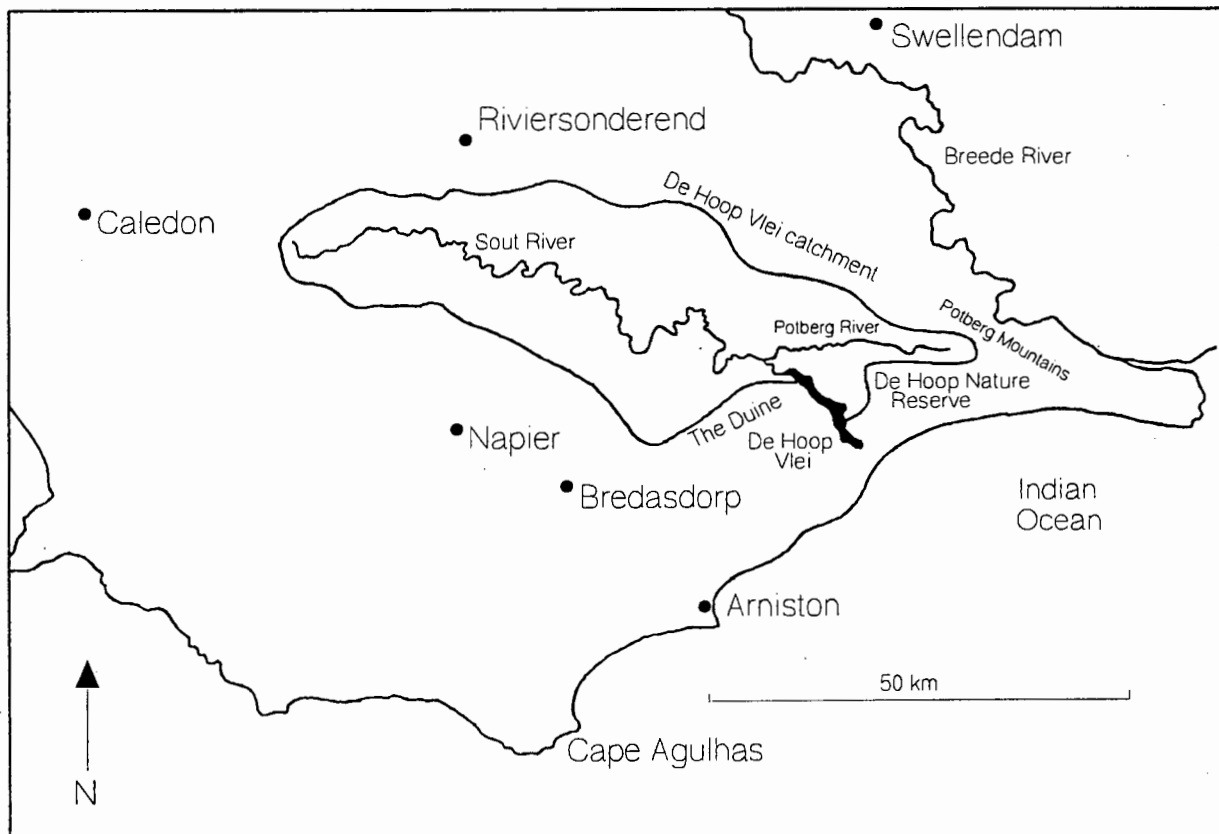 Swellendam
Riviersonderend
Breede River
De Hoop Vlei catchment
Caledon
Sout River
Potberg River
Potberg Mountains
De Hoop Nature
Reserve
The Duine
De Hoop
Vlei
Napier
Bredasdorp
Indian
Ocean
Arniston
50 km
Cape Agulhas
N